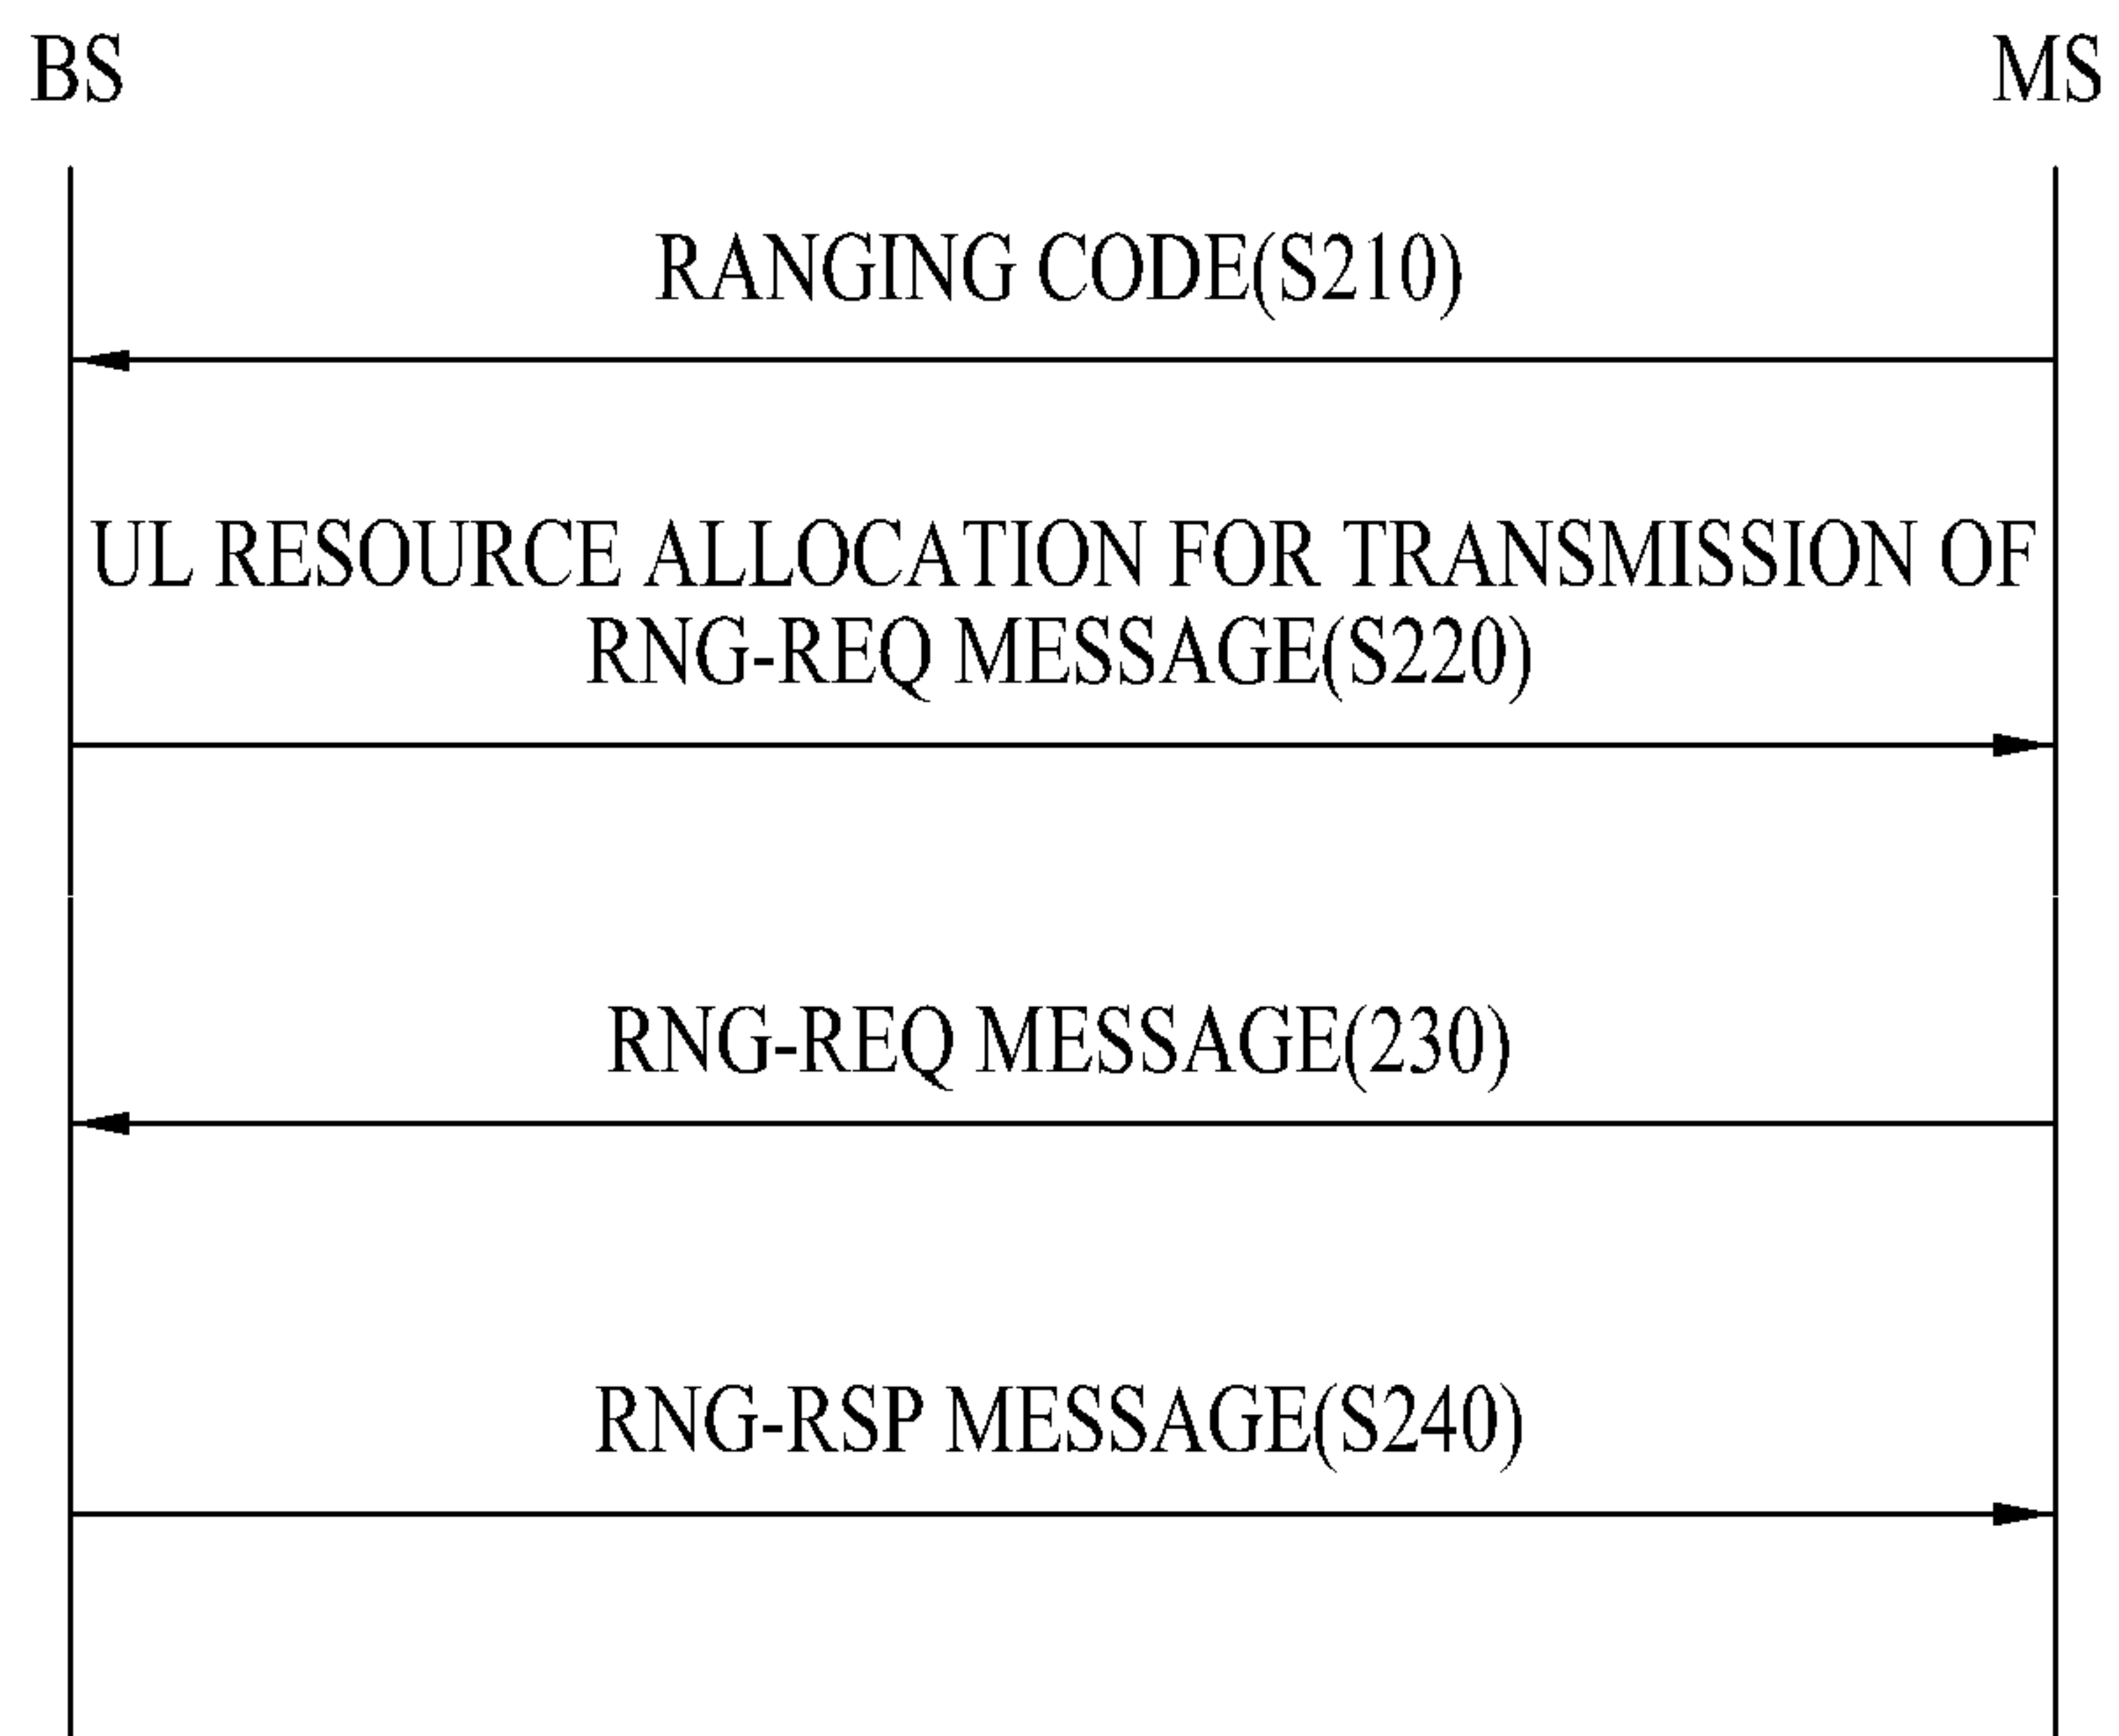 BS
MS
RANGING CODE(S210)
UL RESOURCE ALLOCATION FOR TRANSMISSION OF
RNG-REQ MESSAGE(S220)
RNG-REQ MESSAGE(230)
RNG-RSP MESSAGE(S240)